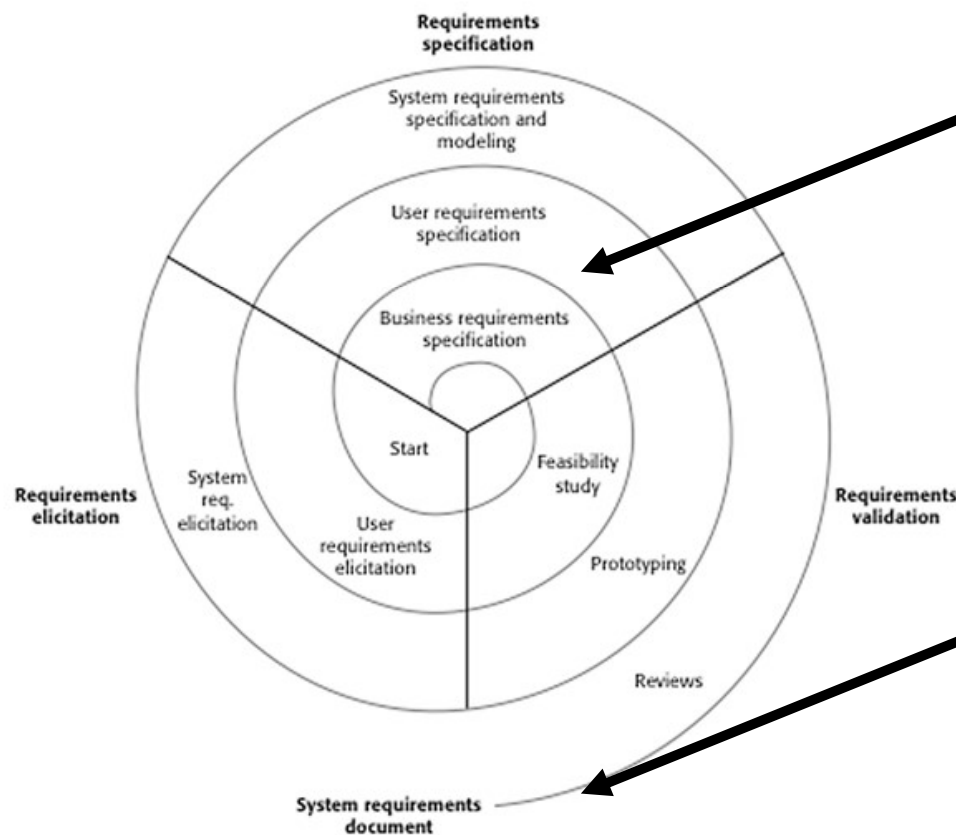 Requirements
specification
System requirements
specification and
modeling
User requirements
specification
Business requirements
specification
Start
Feasibility
study
System
req.
elicitation
User
requirements
elicitation
Requirements
elicitation
Requirements
validation
Prototyping
Reviews
System requirements
document